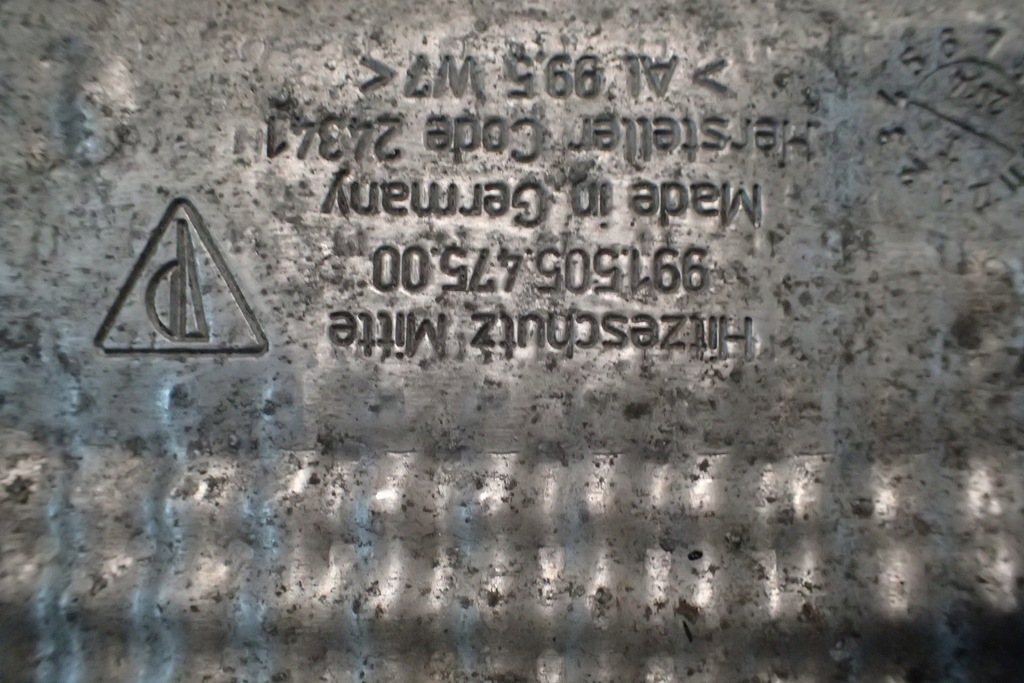 Hitzeschutz Mitte
991.505.475.00
Made in Germany
Hersteller Code 24341
> AL 99,5 W7 <